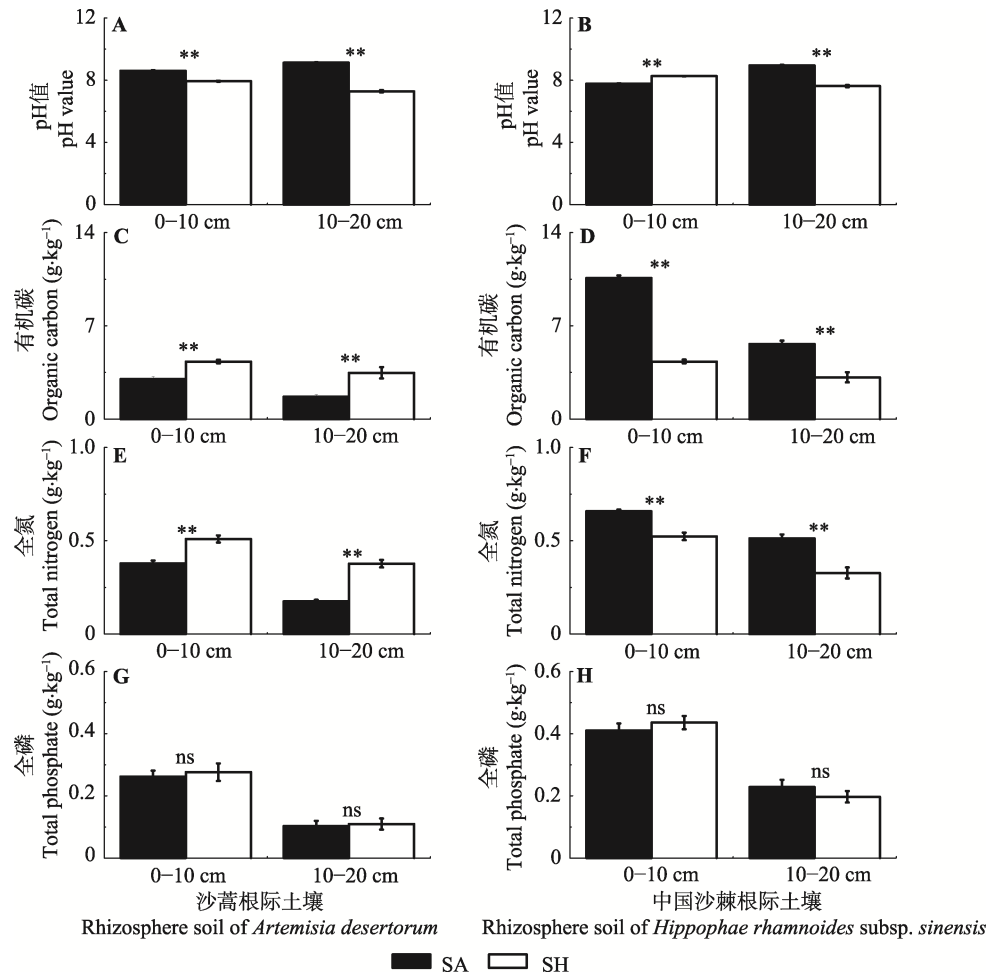 A
12
8
4
0
pH值
pH value
**
**
0−10 cm
10−20 cm
B
12
8
4
0
pH值
pH value
**
**
0−10 cm
10−20 cm
C
14
7
0
有机碳
Organic carbon (g·kg−1)
**
**
0−10 cm
10−20 cm
D
14
7
0
有机碳
Organic carbon (g·kg−1)
**
**
0−10 cm
10−20 cm
E
1.0
0.5
0
全氮
Total nitrogen (g·kg−1)
**
**
0−10 cm
10−20 cm
F
1.0
0.5
0
全氮
Total nitrogen (g·kg−1)
**
**
0−10 cm
10−20 cm
G
0.6
0.4
0.2
0
全磷
Total phosphate (g·kg−1)
ns
ns
0−10 cm
10−20 cm
沙蒿根际土壤
Rhizosphere soil of Artemisia desertorum
H
0.6
0.4
0.2
0
全磷
Total phosphate (g·kg−1)
ns
ns
0−10 cm
10−20 cm
中国沙棘根际土壤
Rhizosphere soil of Hippophae rhamnoides subsp. sinensis
SA
SH